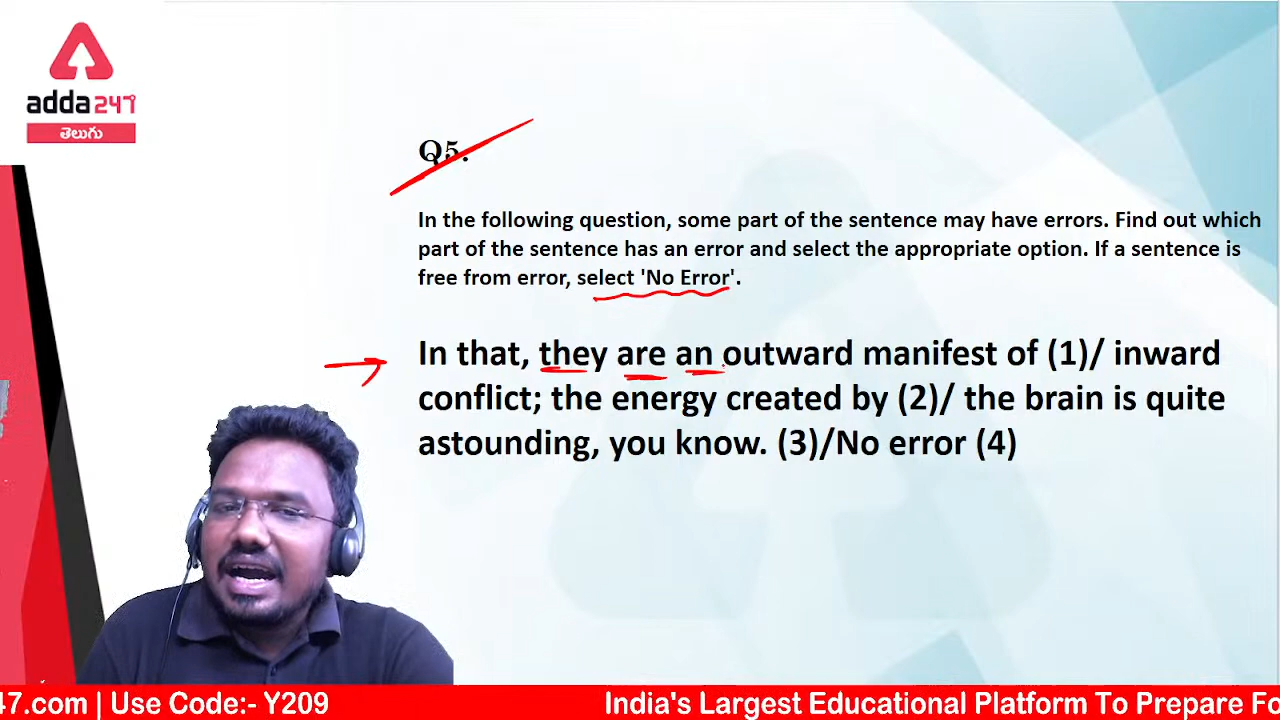 adda247
తెలుగు
Q5.
In the following question, some part of the sentence may have errors. Find out which
part of the sentence has an error and select the appropriate option. If a sentence is
free from error, select 'No Error'.
In that, they are an outward manifest of (1)/ inward
conflict; the energy created by (2)/ the brain is quite
astounding, you know. (3)/No error (4)
47.com | Use Code:- Y209
India's Largest Educational Platform To Prepare Fo